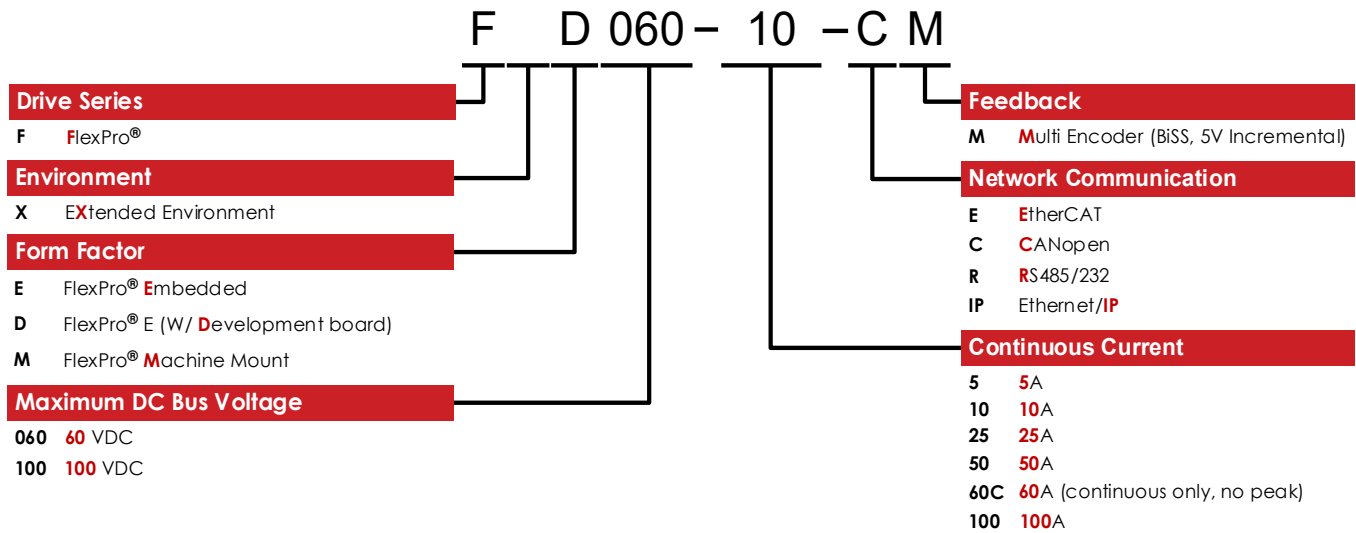 F D 060 – 10 – C M
Drive Series
F FlexPro®
Environment
X EXtended Environment
Form Factor
E FlexPro® Embedded
D FlexPro® E (W/ Development board)
M FlexPro® Machine Mount
Maximum DC Bus Voltage
060 60 VDC
100 100 VDC
Feedback
M Multi Encoder (BiSS, 5V Incremental)
Network Communication
E EtherCAT
C CANopen
R RS485/232
IP Ethernet/IP
Continuous Current
5 5A
10 10A
25 25A
50 50A
60C 60A (continuous only, no peak)
100 100A